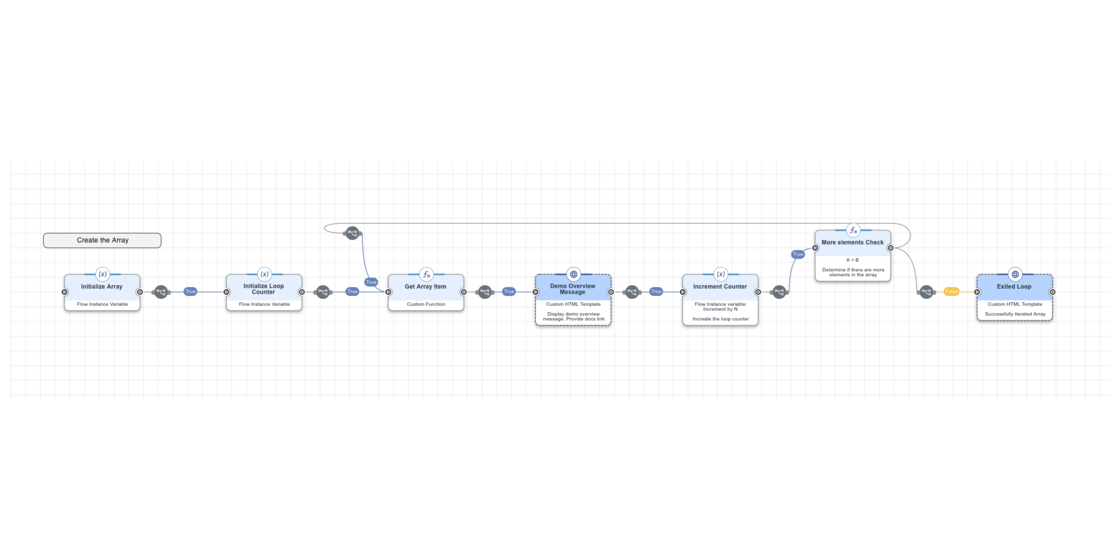 Create the Array
(x)
Initialize Array
Flow Instance Variable
True
(x)
Initialize Loop
Counter
Flow Instance Variable
True
True
Get Array Item
Custom Function
True
Demo Overview
Message
Custom HTML Template
Display demo overview
message. Provide docs link
True
(x)
Increment Counter
Flow Instance variable:
Increment by N
Increate the loop counter
True
More elements Check
A < B
Determine if there are more
elements in the array
False
Exited Loop
Custom HTML Template
Successfully Iterated Array